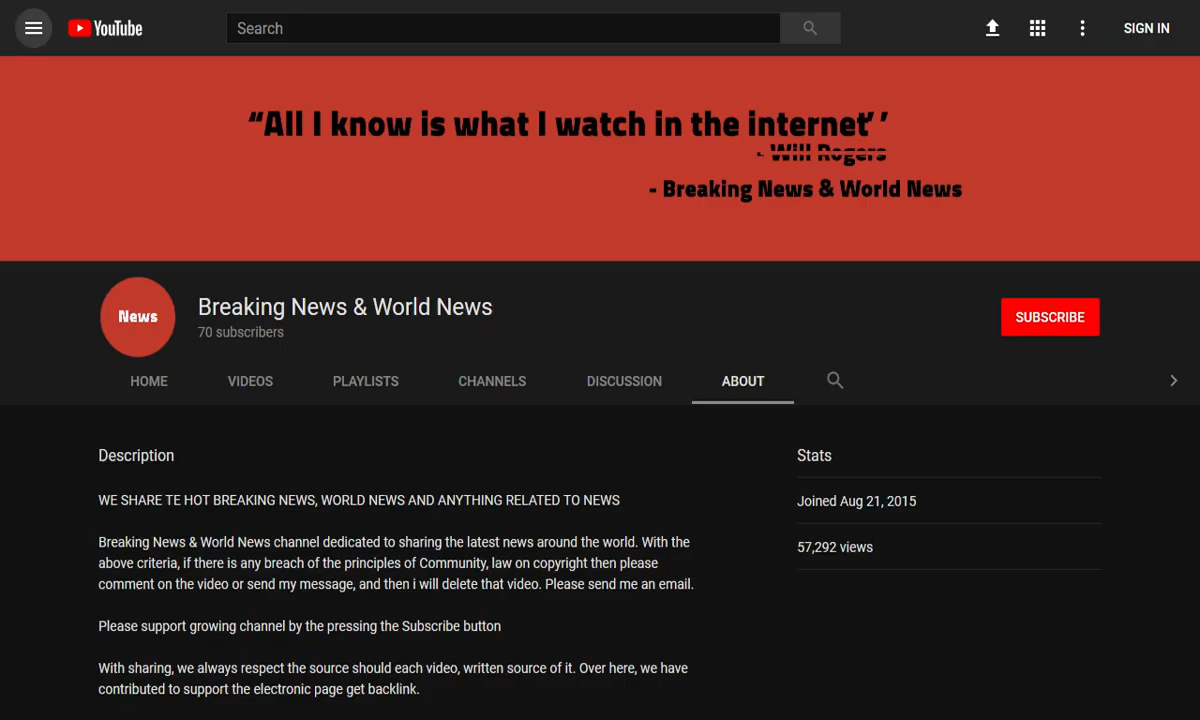 YouTube
Search
SIGN IN
“All I know is what I watch in the internet’’
- Will Rogers
- Breaking News & World News
News
Breaking News & World News
70 subscribers
SUBSCRIBE
HOME
VIDEOS
PLAYLISTS
CHANNELS
DISCUSSION
ABOUT
Description
WE SHARE TE HOT BREAKING NEWS, WORLD NEWS AND ANYTHING RELATED TO NEWS
Breaking News & World News channel dedicated to sharing the latest news around the world. With the
above criteria, if there is any breach of the principles of Community, law on copyright then please
comment on the video or send my message, and then i will delete that video. Please send me an email.
Please support growing channel by the pressing the Subscribe button
With sharing, we always respect the source should each video, written source of it. Over here, we have
contributed to support the electronic page get backlink.
Stats
Joined Aug 21, 2015
57,292 views